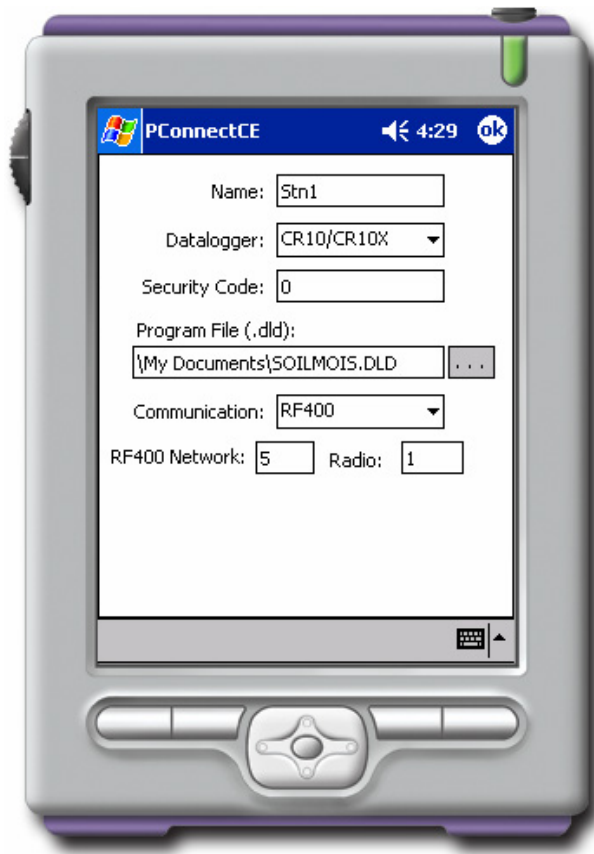 PConnectCE 4:29 ok
Name: Stn1
Datalogger: CR10/CR10X
Security Code: 0
Program File (.dld):
\My Documents\SOILMOIS.DLD ...
Communication: RF400
RF400 Network: 5 Radio: 1